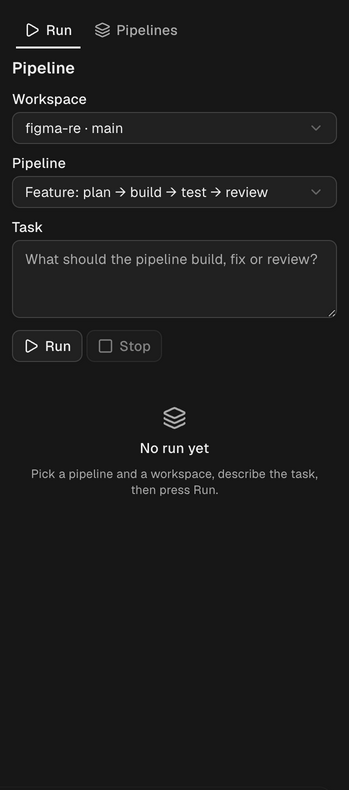 Run
Pipelines
Pipeline
Workspace
figma-re · main
Pipeline
Feature: plan → build → test → review
Task
What should the pipeline build, fix or review?
Run
Stop
No run yet
Pick a pipeline and a workspace, describe the task,
then press Run.